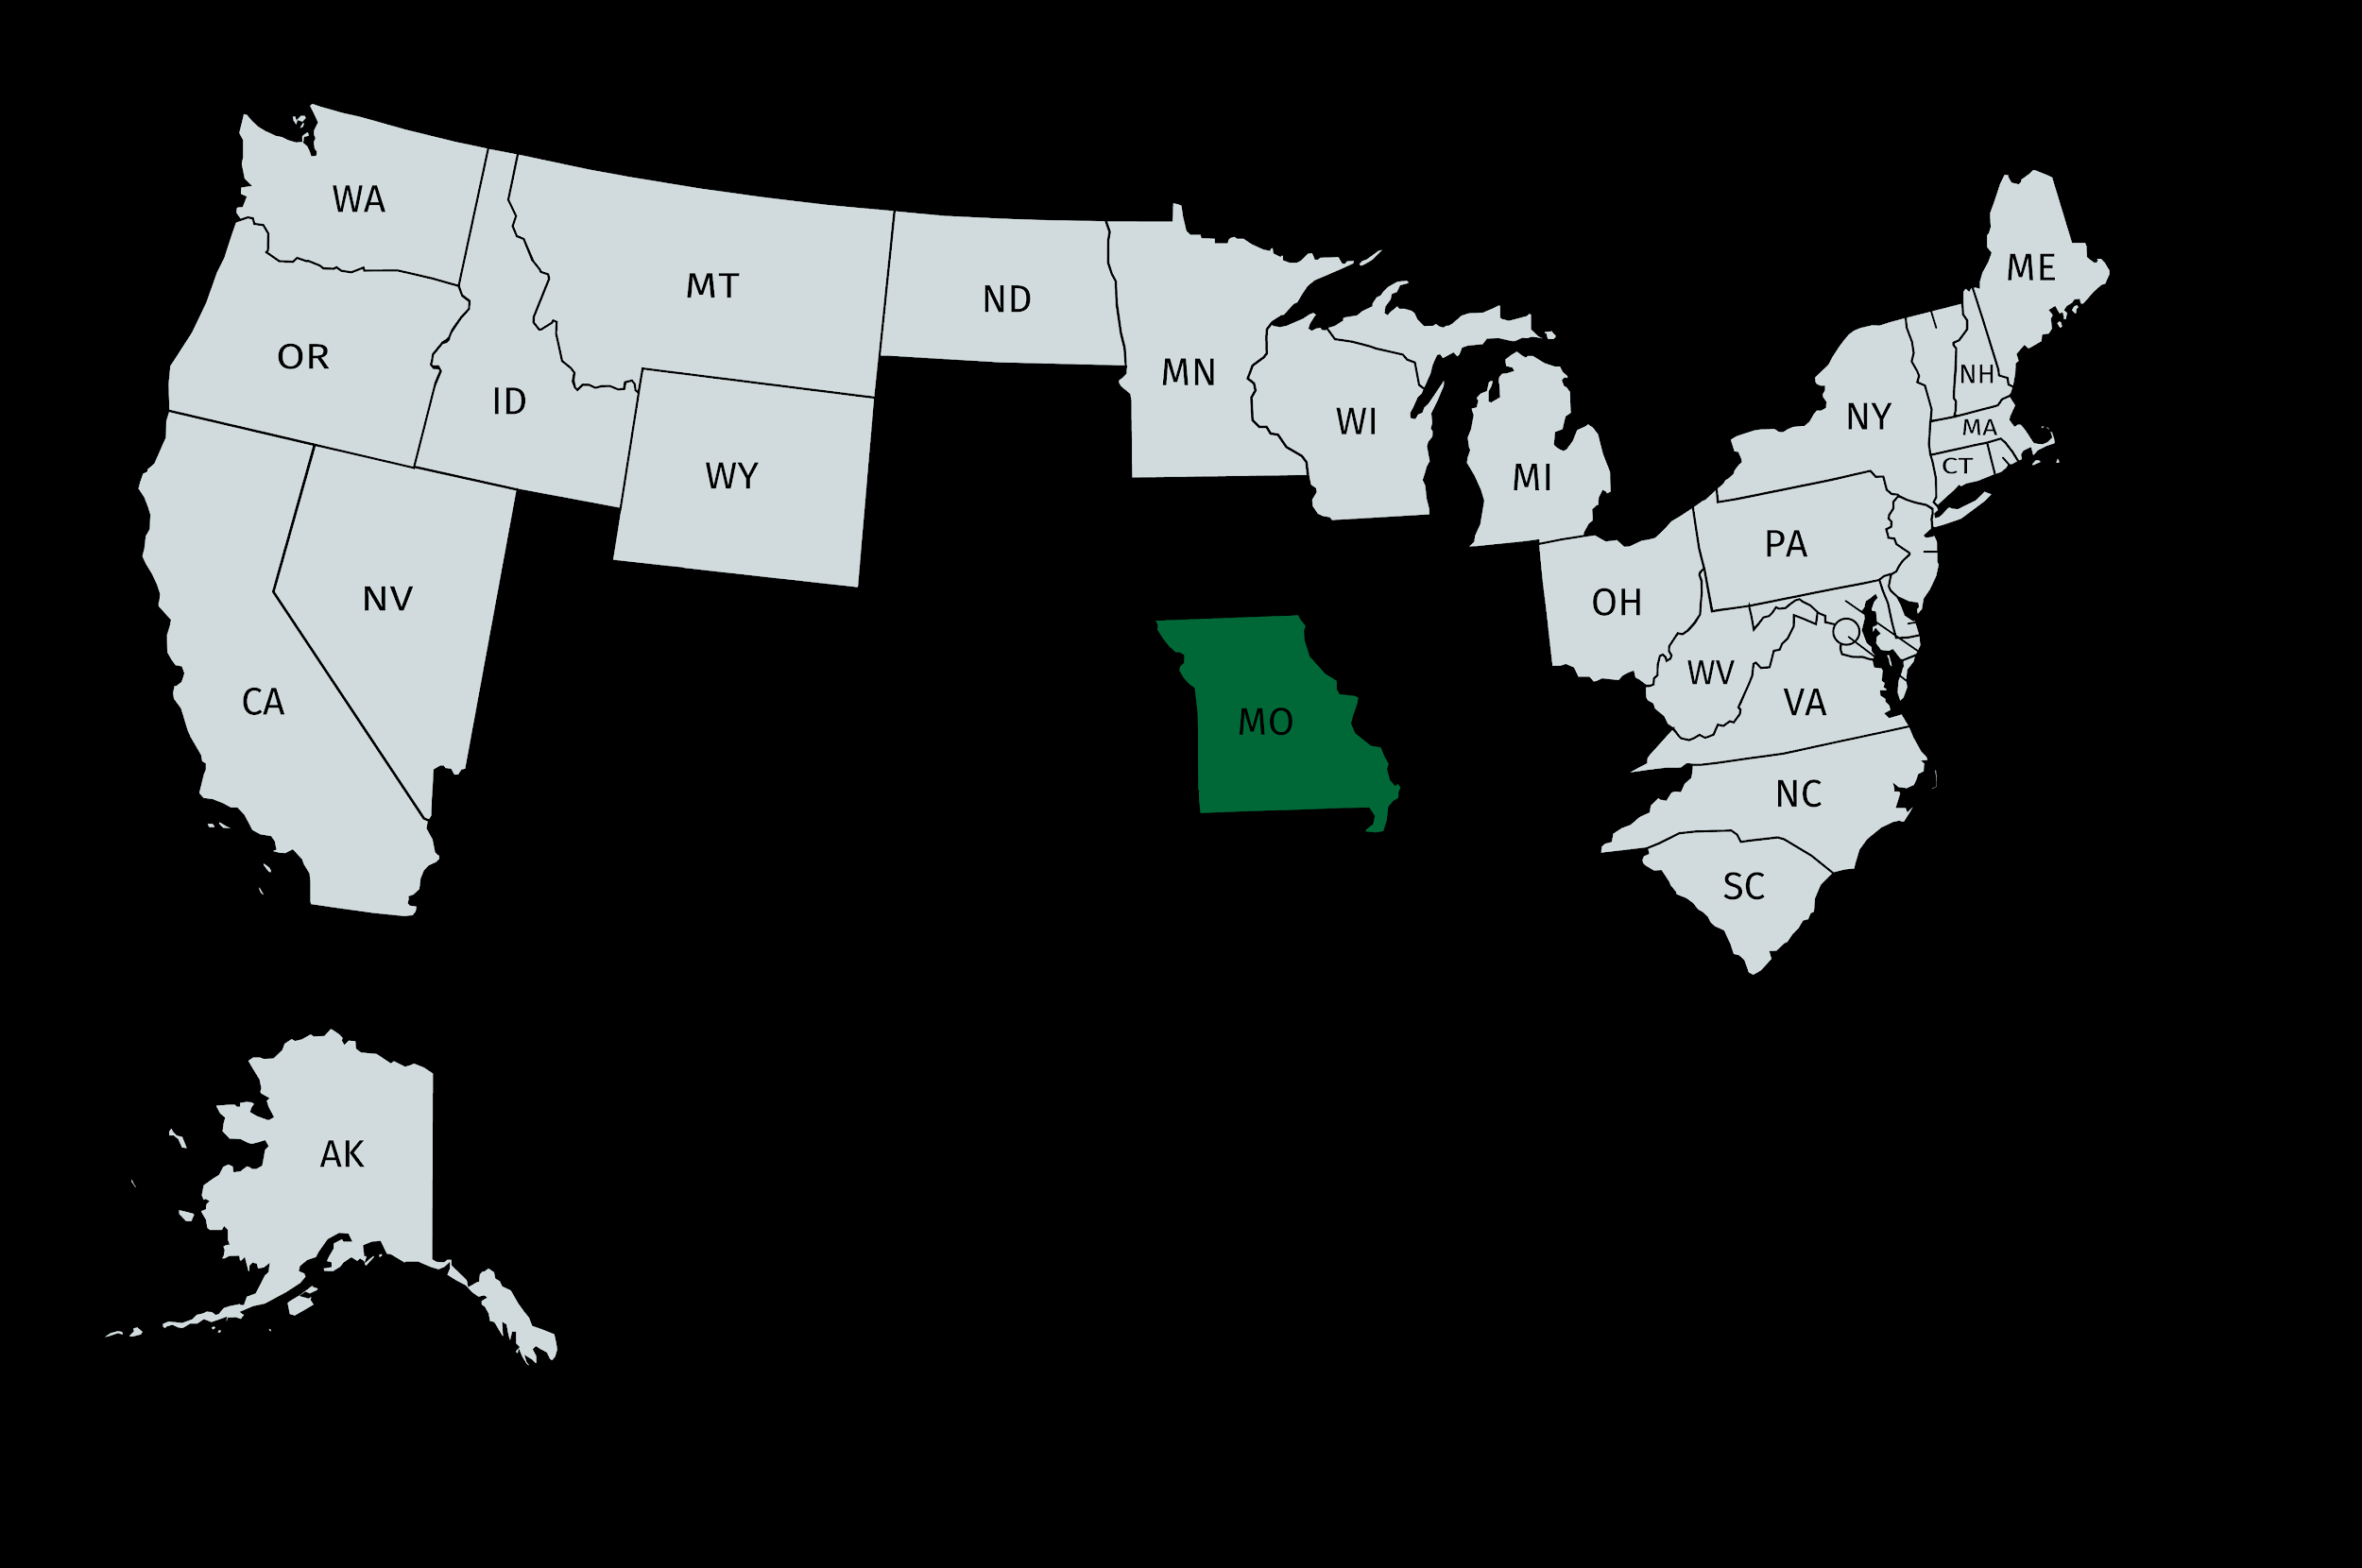 WA
ME
MT
ND
OR
MN
NH
ID
NY
WI
MA
CT
WY
MI
PA
NV
OH
WV
CA
VA
MO
NC
SC
AK